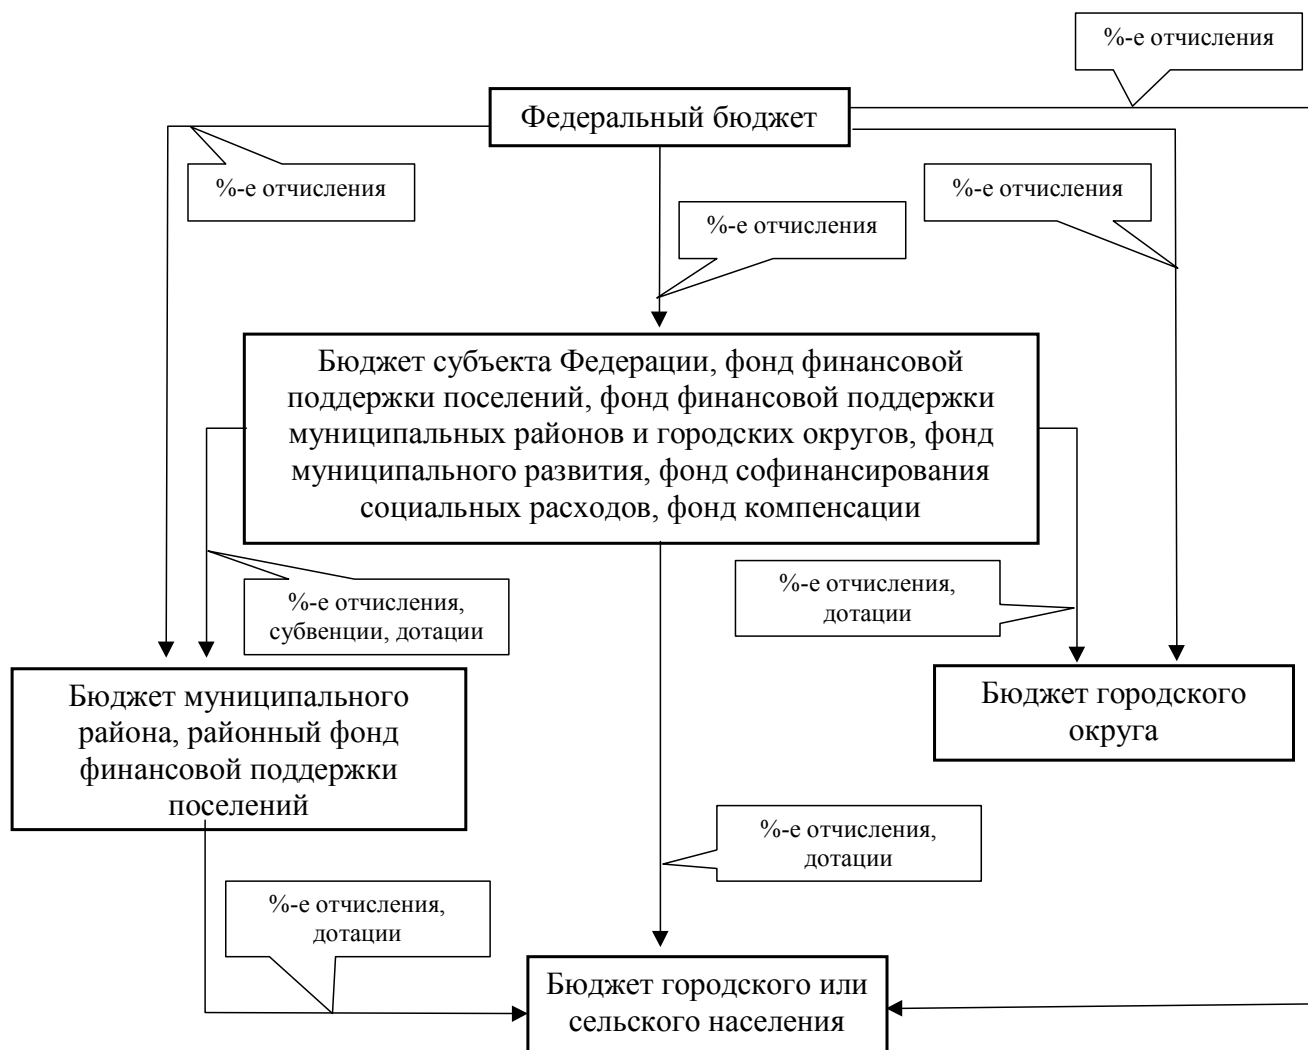 %-е отчисления
Федеральный бюджет
%-е отчисления
%-е отчисления
%-е отчисления
Бюджет субъекта Федерации, фонд финансовой
поддержки поселений, фонд финансовой поддержки
муниципальных районов и городских округов, фонд
муниципального развития, фонд софинансирования
социальных расходов, фонд компенсации
%-е отчисления,
субвенции, дотации
%-е отчисления,
дотации
Бюджет муниципального
района, районный фонд
финансовой поддержки
поселений
Бюджет городского
округа
%-е отчисления,
дотации
%-е отчисления,
дотации
Бюджет городского или
сельского населения